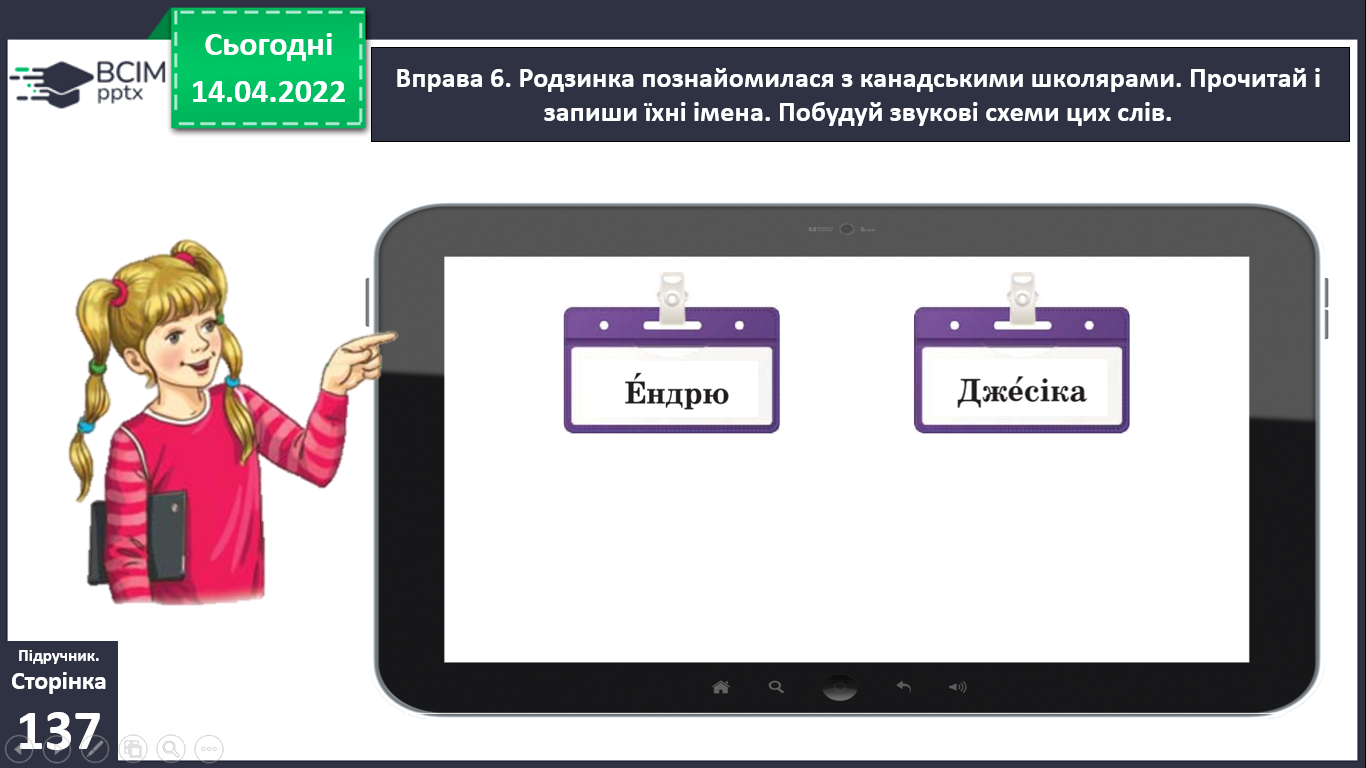 ВСІМ
pptx
Сьогодні
14.04.2022
Вправа 6. Родзинка познайомилася з канадськими школярами. Прочитай і
запиши їхні імена. Побудуй звукові схеми цих слів.
Е́ндрю
Дже́сіка
Підручник.
Сторінка
137